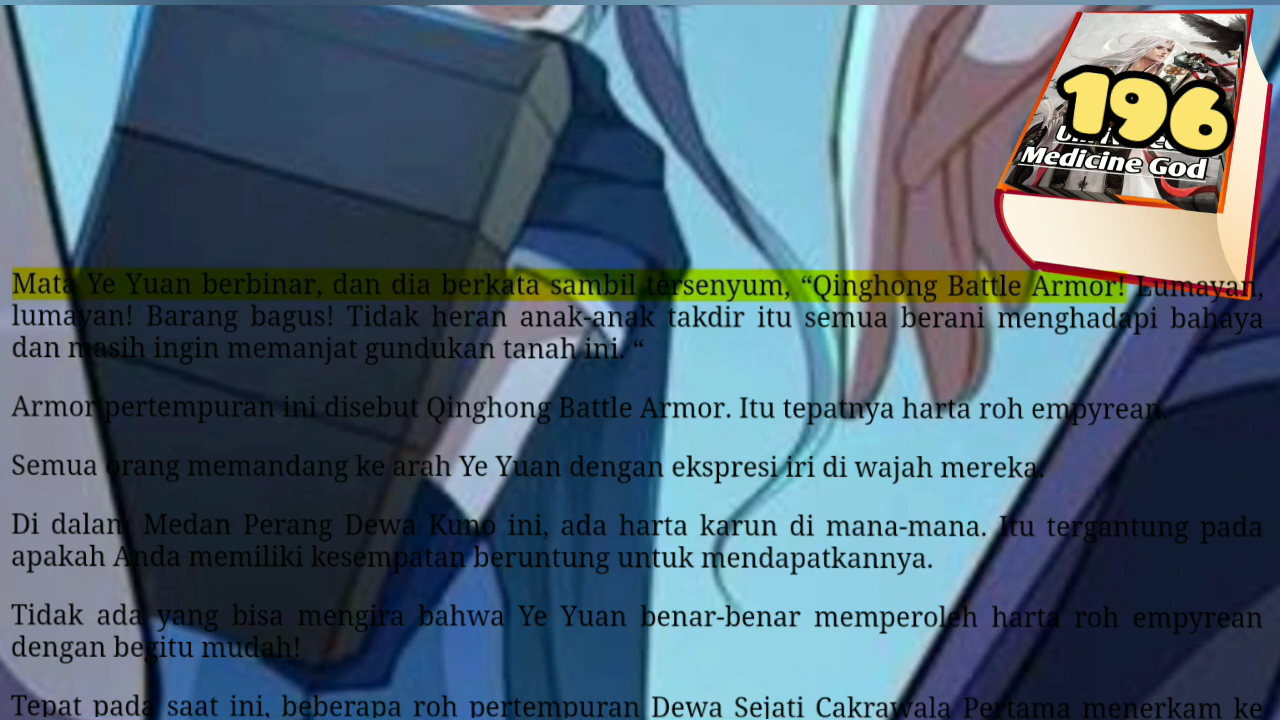 196
Medicine God
Mata Ye Yuan berbinar, dan dia berkata sambil tersenyum, “Qinghong Battle Armor! Lumayan,
lumayan! Barang bagus! Tidak heran anak-anak takdir itu semua berani menghadapi bahaya
dan masih ingin memanjat gundukan tanah ini. “
Armor pertempuran ini disebut Qinghong Battle Armor. Itu tepatnya harta roh empyrean.
Semua orang memandang ke arah Ye Yuan dengan ekspresi iri di wajah mereka.
Di dalam Medan Perang Dewa Kuno ini, ada harta karun di mana-mana. Itu tergantung pada
apakah Anda memiliki kesempatan beruntung untuk mendapatkannya.
Tidak ada yang bisa mengira bahwa Ye Yuan benar-benar memperoleh harta roh empyrean
dengan begitu mudah!
Tepat pada saat ini, beberapa roh pertempuran Dewa Sejati Cakrawala Pertama menerkam ke